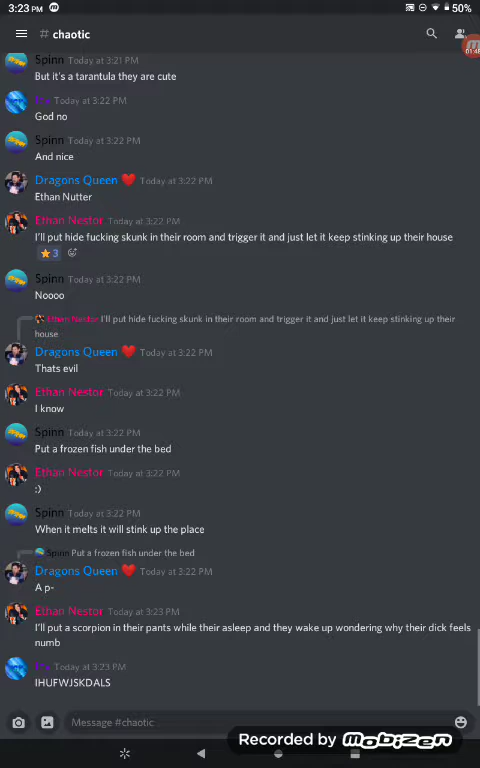 3:23 PM
50%
# chaotic
01:48
Spinn Today at 3:21 PM
But it's a tarantula they are cute
Today at 3:22 PM
God no
Spinn Today at 3:22 PM
And nice
Dragons Queen ❤️ Today at 3:22 PM
Ethan Nutter
Ethan Nestor Today at 3:22 PM
I'll put hide fucking skunk in their room and trigger it and just let it keep stinking up their house
⭐ 3
Spinn Today at 3:22 PM
Noooo
Ethan Nestor I'll put hide fucking skunk in their room and trigger it and just let it keep stinking up their
house
Dragons Queen ❤️ Today at 3:22 PM
Thats evil
Ethan Nestor Today at 3:22 PM
I know
Spinn Today at 3:22 PM
Put a frozen fish under the bed
Ethan Nestor Today at 3:22 PM
:)
Spinn Today at 3:22 PM
When it melts it will stink up the place
Spinn Put a frozen fish under the bed
Dragons Queen ❤️ Today at 3:22 PM
A p-
Ethan Nestor Today at 3:23 PM
I'll put a scorpion in their pants while their asleep and they wake up wondering why their dick feels
numb
Today at 3:23 PM
IHUFWJSKDALS
Message #chaotic
Recorded by Mobizen